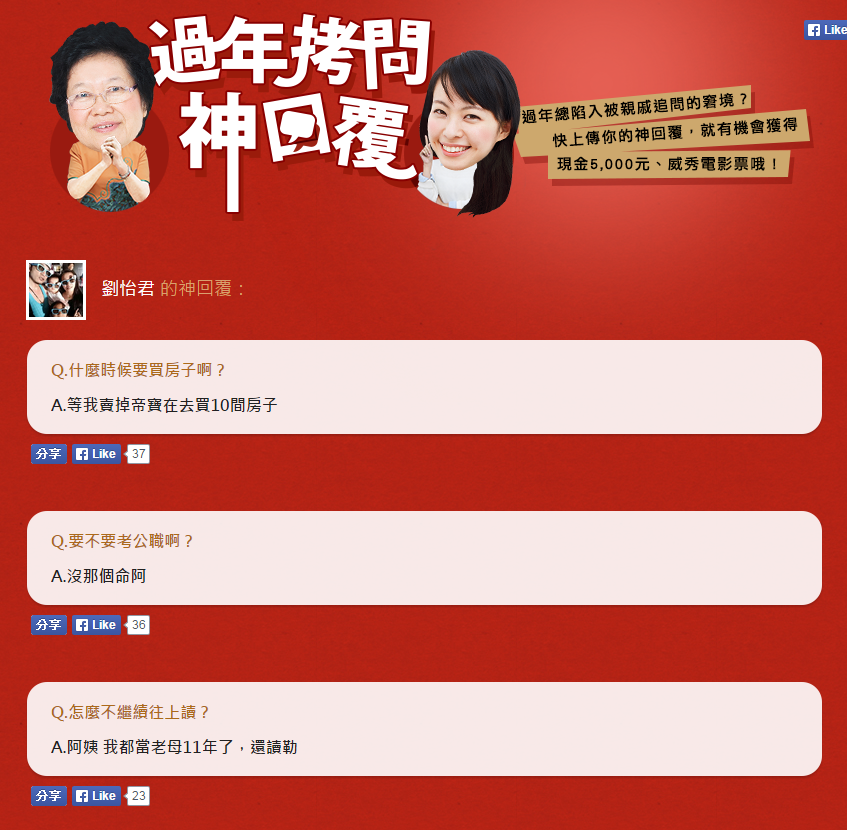 過年拷問
神回覆
Like
過年總陷入被親戚追問的窘境？
快上傳你的神回覆，就有機會獲得
現金5,000元、威秀電影票哦！
劉怡君 的神回覆：
Q.什麼時候要買房子啊？
A.等我賣掉帝寶在去買10間房子
分享 Like 37
Q.要不要考公職啊？
A.沒那個命阿
分享 Like 36
Q.怎麼不繼續往上讀？
A.阿姨 我都當老母11年了，還讀勒
分享 Like 23